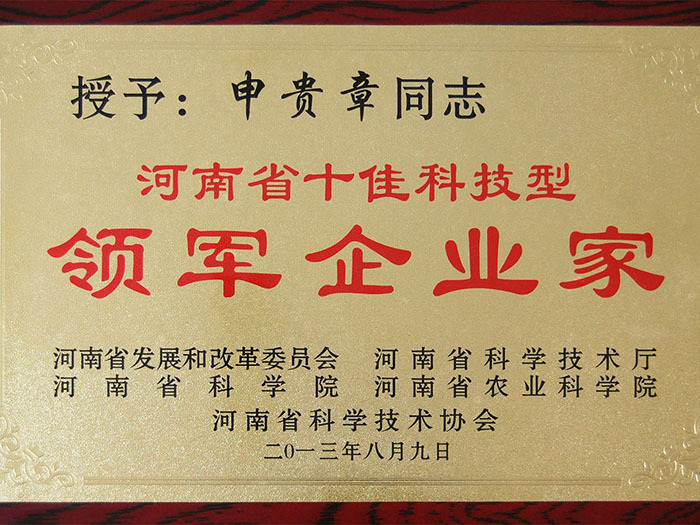 授予：申贵章同志
河南省十佳科技型
领军企业家
河南省发展和改革委员会 河南省科学技术厅
河南省科学院 河南省农业科学院
河南省科学技术协会
二〇一三年八月九日